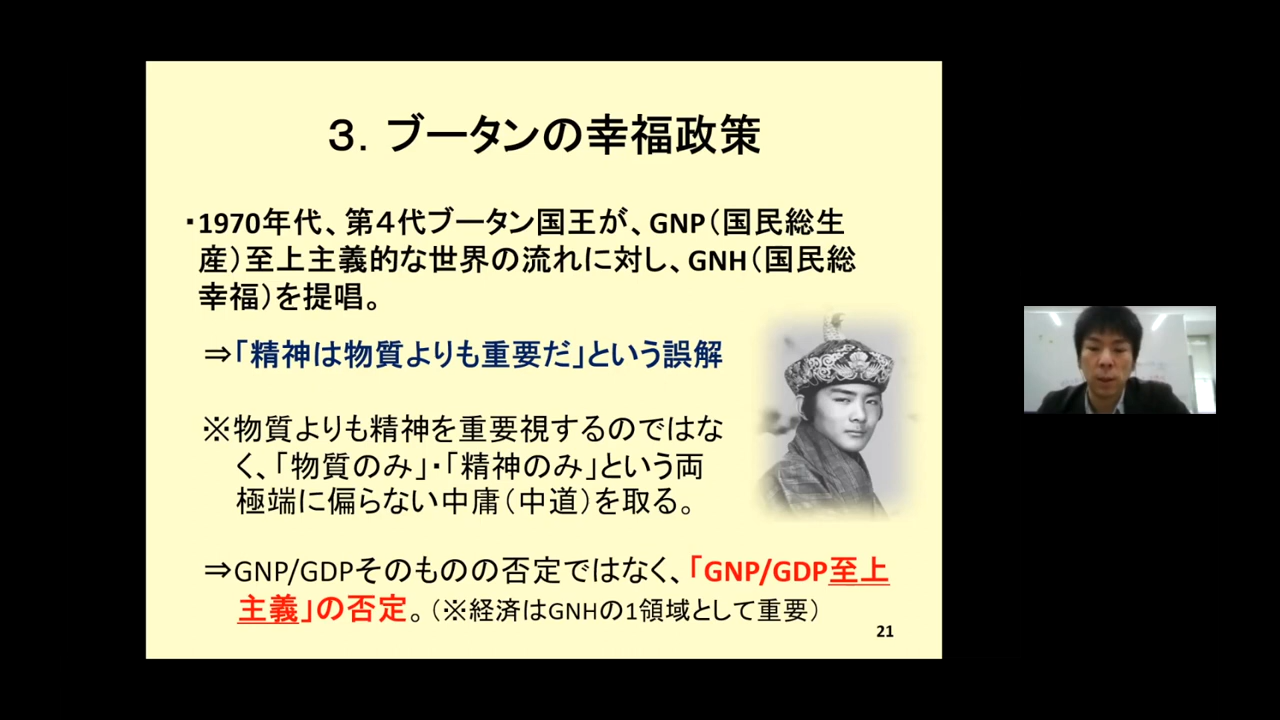 ３．ブータンの幸福政策
・1970年代、第４代ブータン国王が、GNP（国民総生
産）至上主義的な世界の流れに対し、GNH（国民総
幸福）を提唱。
⇒「精神は物質よりも重要だ」という誤解
※物質よりも精神を重要視するのではな
く、「物質のみ」・「精神のみ」という両
極端に偏らない中庸（中道）を取る。
⇒GNP/GDPそのものの否定ではなく、「GNP/GDP至上
主義」の否定。（※経済はGNHの1領域として重要）
21